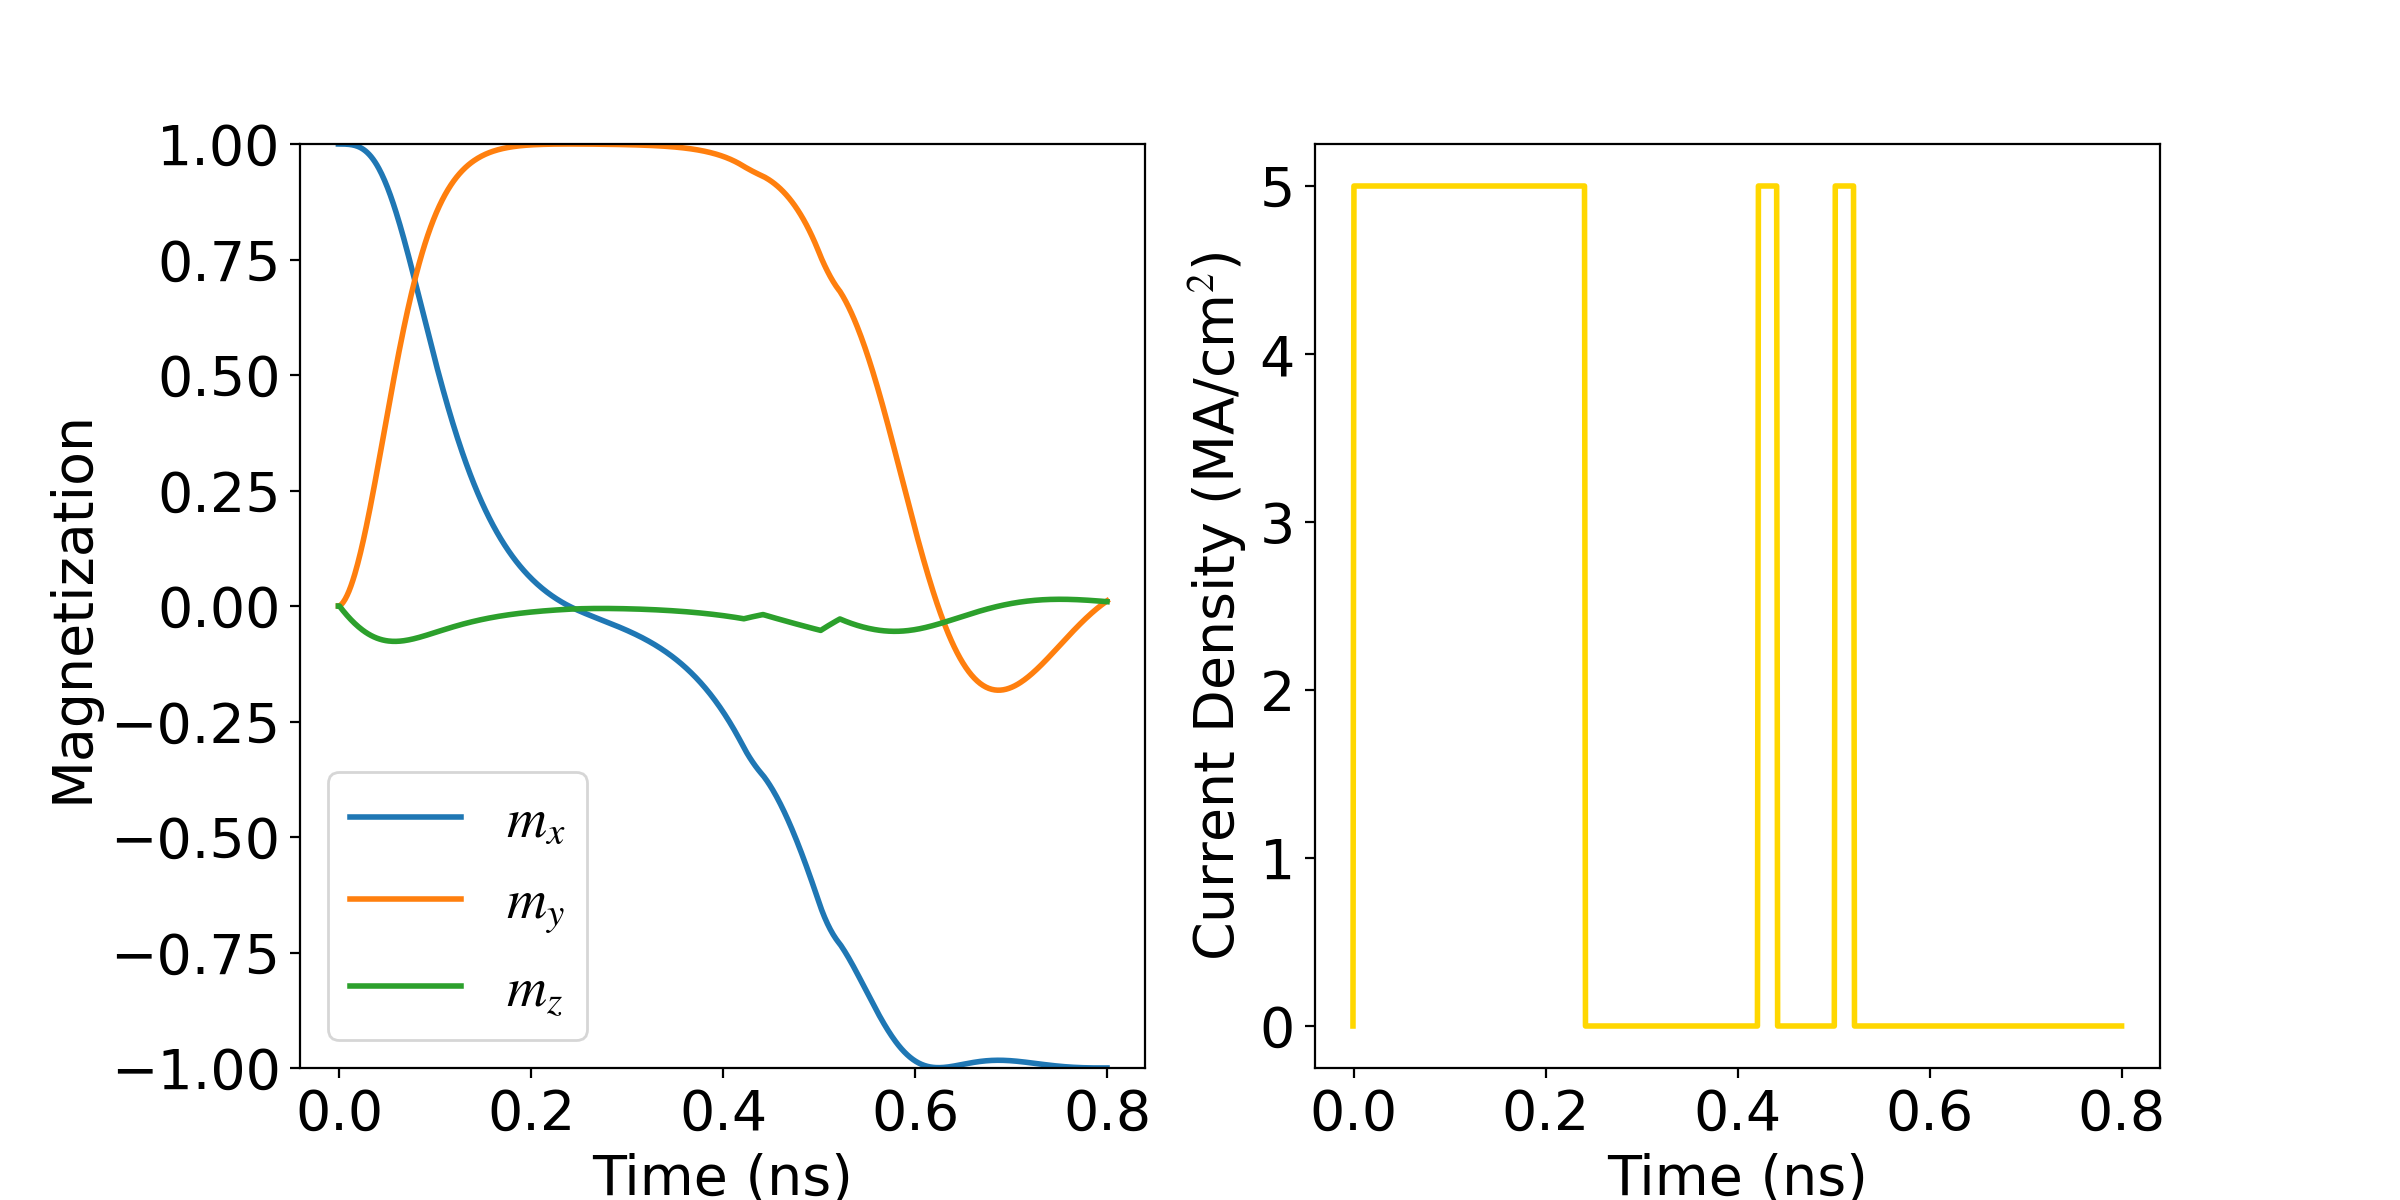 Magnetization
1.00
0.75
0.50
0.25
0.00
−0.25
−0.50
−0.75
−1.00
m_x
m_y
m_z
0.0 0.2 0.4 0.6 0.8
Time (ns)
Current Density (MA/cm²)
5
4
3
2
1
0
0.0 0.2 0.4 0.6 0.8
Time (ns)